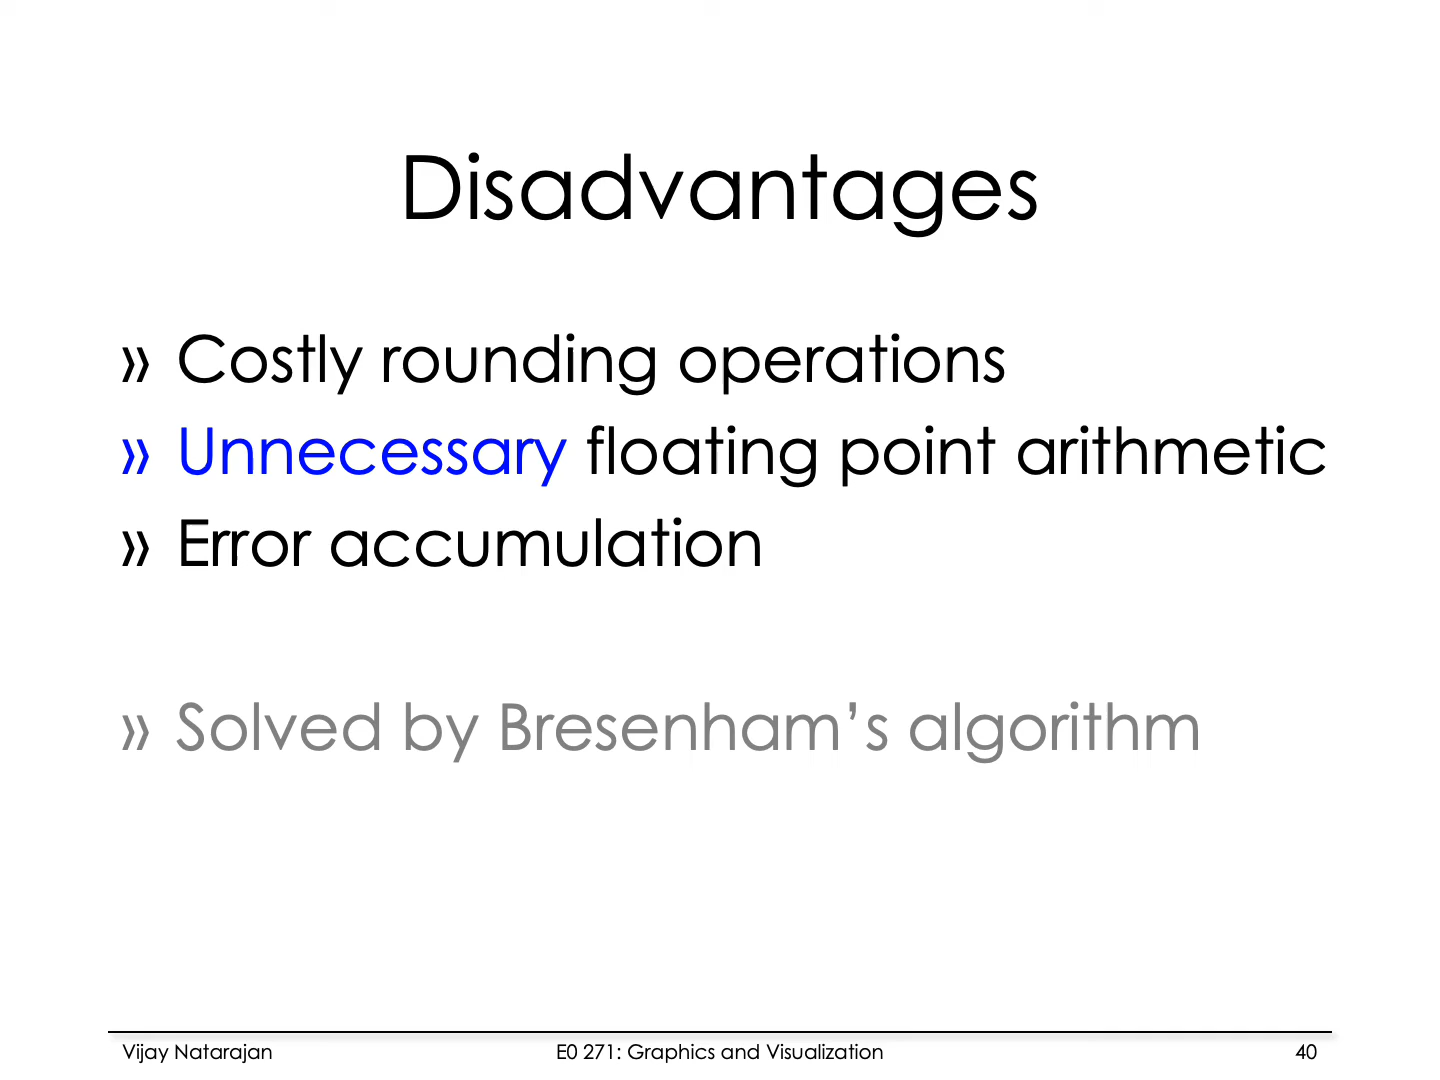 Disadvantages
» Costly rounding operations
» Unnecessary floating point arithmetic
» Error accumulation
» Solved by Bresenham’s algorithm
Vijay Natarajan E0 271: Graphics and Visualization 40